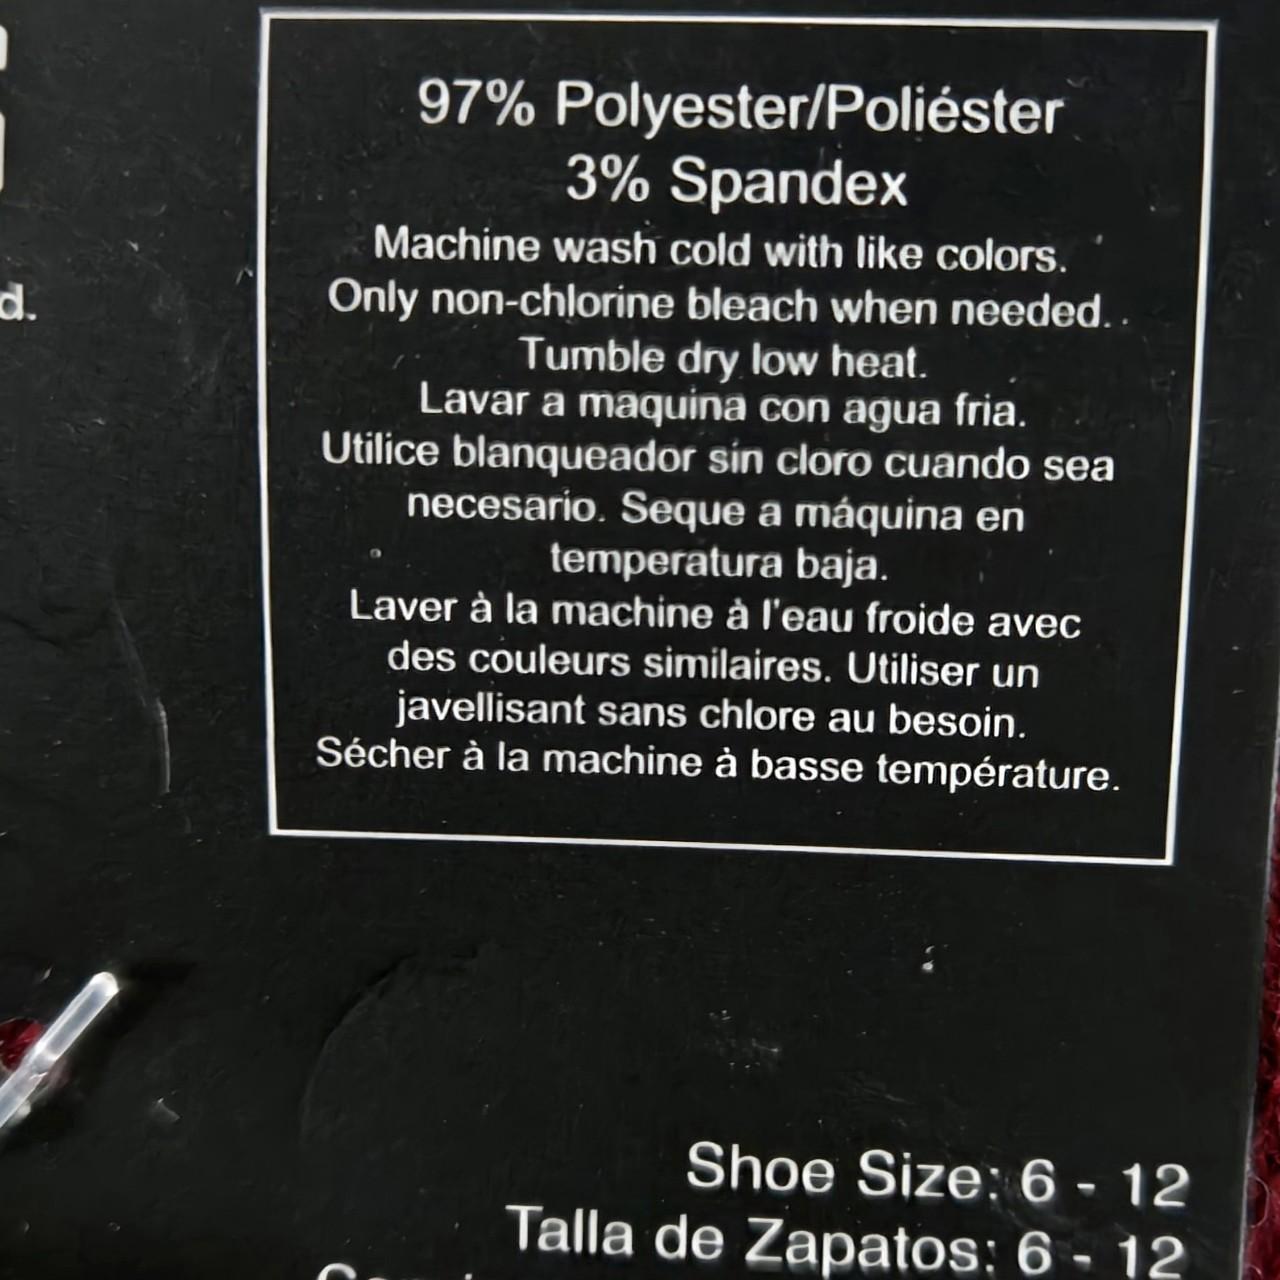 97% Polyester/Poliéster
3% Spandex
Machine wash cold with like colors.
Only non-chlorine bleach when needed.
Tumble dry low heat.
Lavar a maquina con agua fria.
Utilice blanqueador sin cloro cuando sea
necesario. Seque a máquina en
temperatura baja.
Laver à la machine à l'eau froide avec
des couleurs similaires. Utiliser un
javellisant sans chlore au besoin.
Sécher à la machine à basse température.
d.
Shoe Size: 6 - 12
Talla de Zapatos: 6 - 12